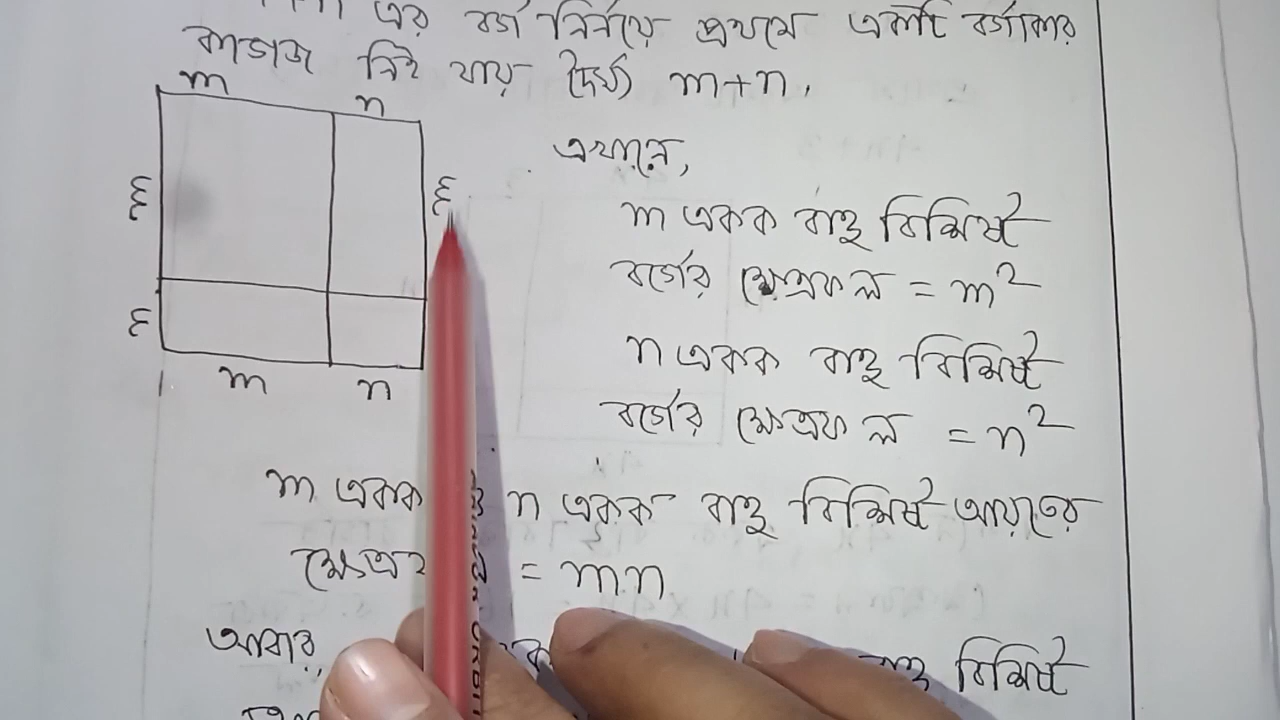 এর বর্গ নির্ণয়ে প্রথমে একটি বর্গাকার
কাগজ নিই যার দৈর্ঘ্য m+n.
m
n
এখানে,
m
m
m একক বাহু বিশিষ্ট
বর্গের ক্ষেত্রফল = m²
m
n একক বাহু বিশিষ্ট
m
n
বর্গের ক্ষেত্রফল = n²
m একক n একক বাহু বিশিষ্ট আয়তের
= mn
আবার, বাহু বিশিষ্ট